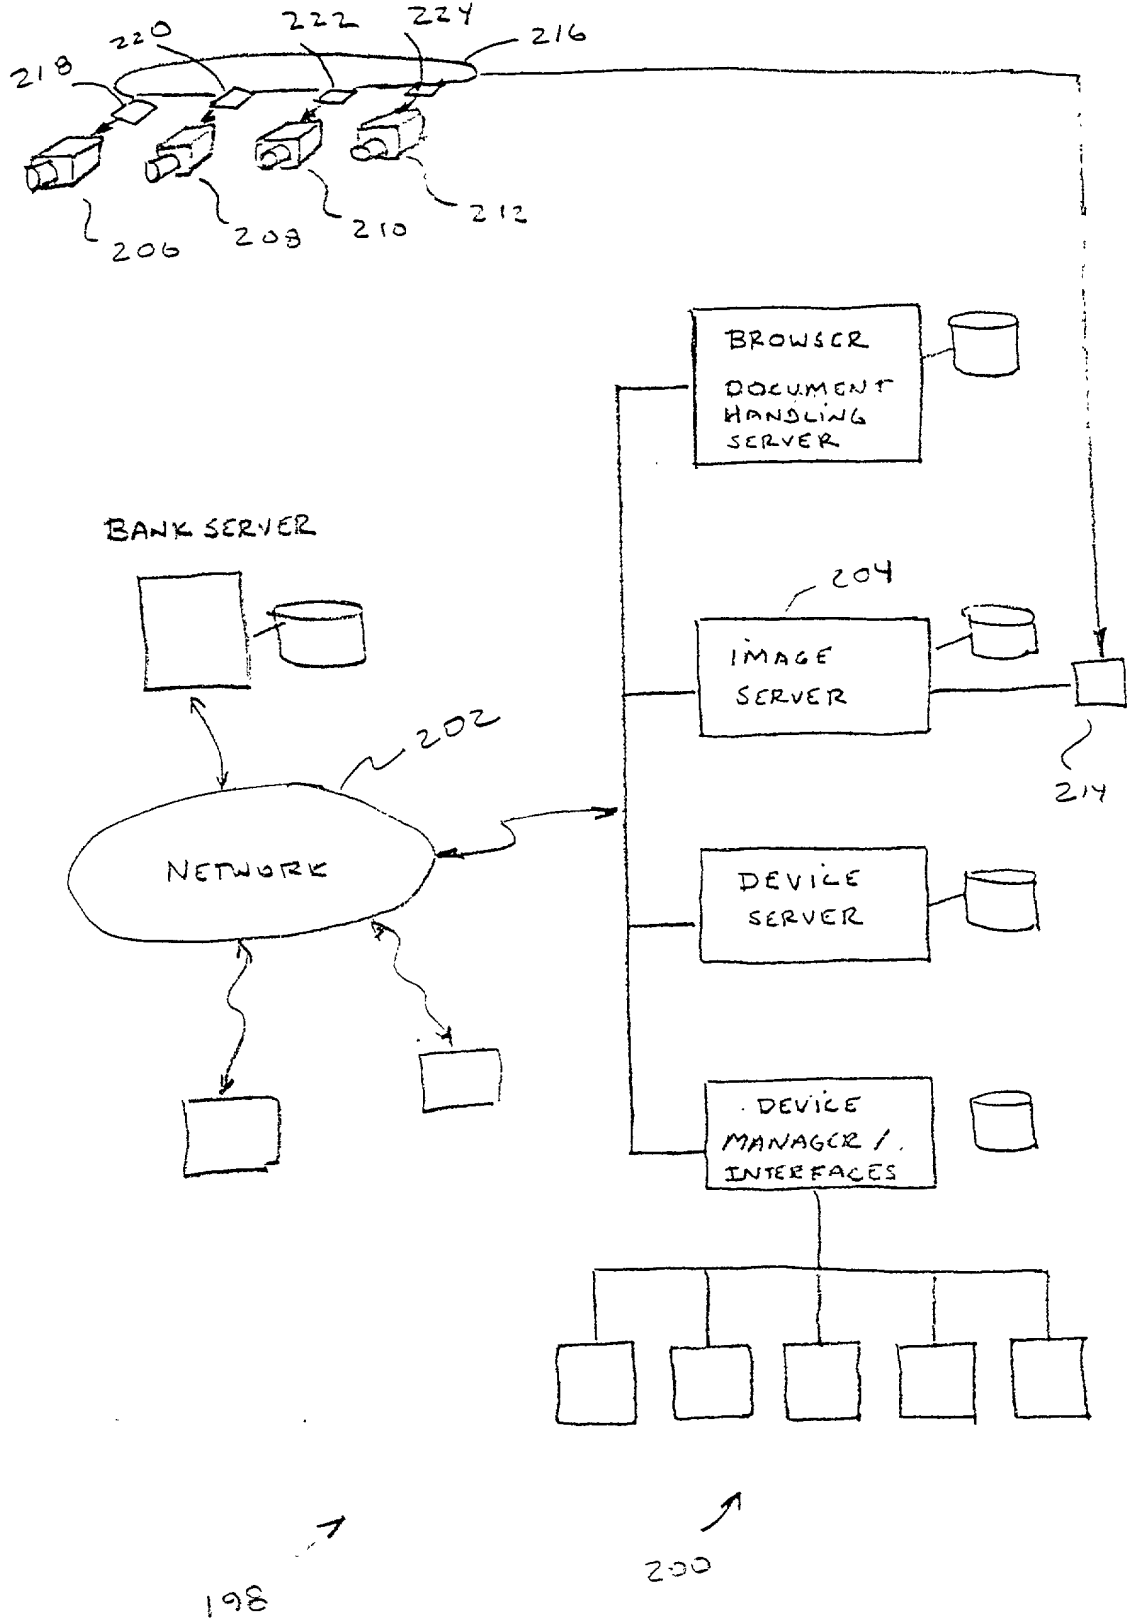 220
222
224
216
218
206
208
210
212
BROWSER
DOCUMENT
HANDLING
SERVER
BANK SERVER
204
IMAGE
SERVER
202
214
NETWORK
DEVICE
SERVER
DEVICE
MANAGER /
INTERFACES
200
198